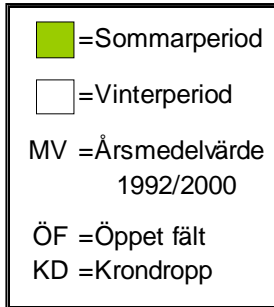 =Sommarperiod
=Vinterperiod
MV =Årsmedelvärde
1992/2000
ÖF =Öppet fält
KD =Krondropp